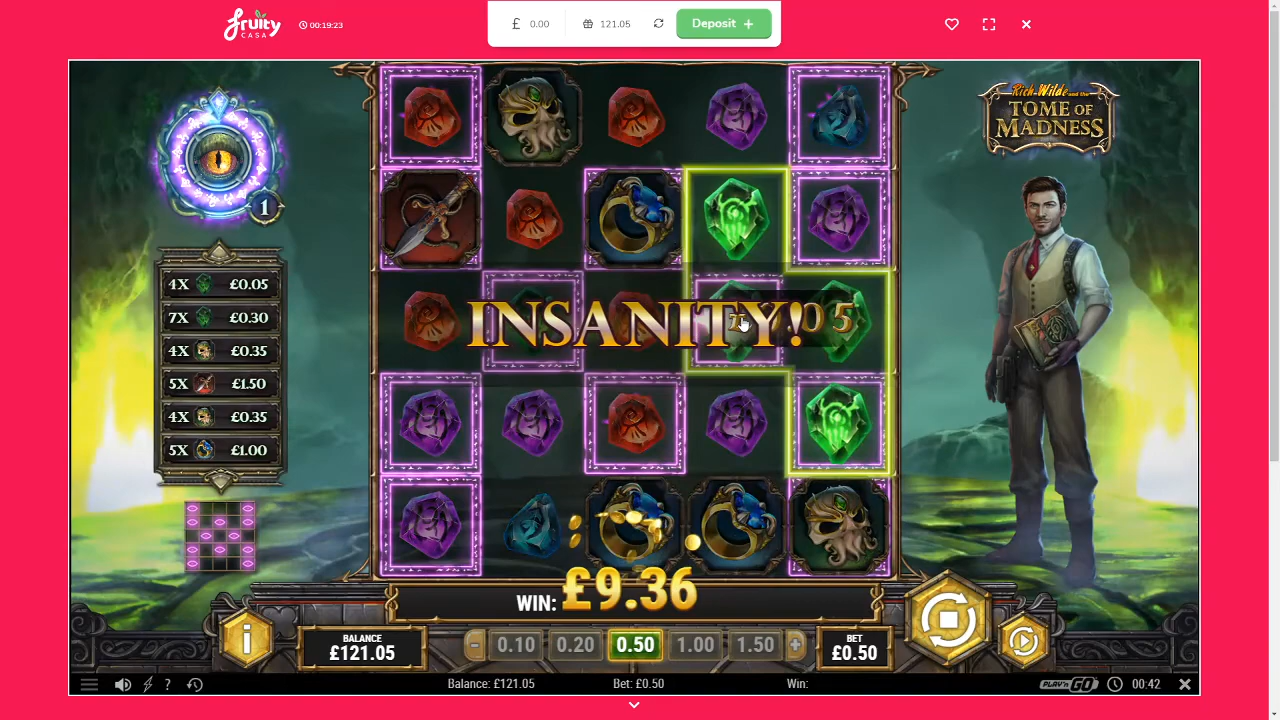 fruity
CASA
00:19:23
£ 0.00
121.05
Deposit +
Rich Wilde and the
TOME OF
MADNESS
1
4X £0.05
7X £0.30
4X £0.35
5X £1.50
4X £0.35
5X £1.00
INSANITY!
05
WIN: £9.36
BALANCE
£121.05
- 0.10 0.20 0.50 1.00 1.50 +
BET
£0.50
i
Balance: £121.05
Bet: £0.50
Win:
?
PLAY'n GO
00:42